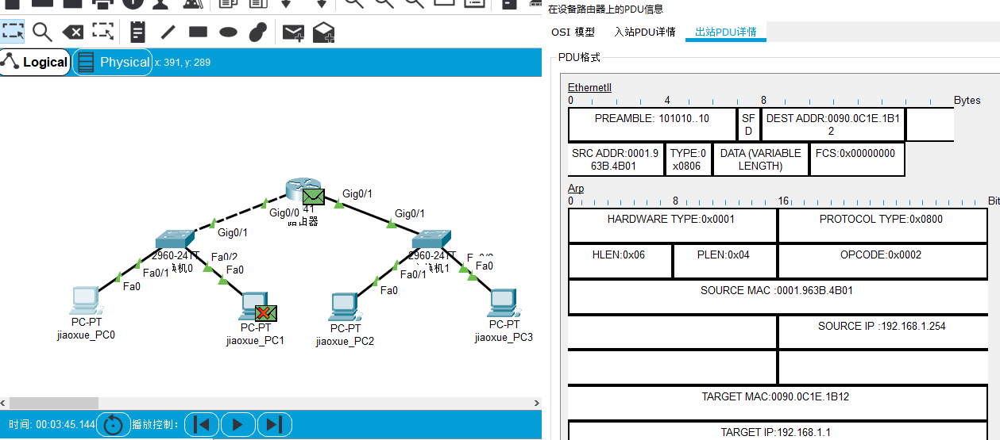 在设备路由器上的PDU信息
OSI 模型
入站PDU详情
出站PDU详情
Logical
Physical
x: 391, y: 289
PDU格式
EthernetII
0 4 8 Bytes
PREAMBLE: 101010..10
SF
D
DEST ADDR:0090.0C1E.1B1
2
SRC ADDR:0001.9
63B.4B01
TYPE:0
x0806
DATA (VARIABLE
LENGTH)
FCS:0x00000000
Arp
0 8 16 Bit
HARDWARE TYPE:0x0001
PROTOCOL TYPE:0x0800
HLEN:0x06
PLEN:0x04
OPCODE:0x0002
SOURCE MAC :0001.963B.4B01
SOURCE IP :192.168.1.254
TARGET MAC:0090.0C1E.1B12
TARGET IP:192.168.1.1
Gig0/1
Gig0/0
41
路由器
Gig0/1
Gig0/1
2960-24TT
机0
Fa0/2
Fa0/1
Fa0
Fa0
2960-24TT
机1
Fa0/1
Fa0
Fa0
PC-PT
jiaoxue_PC0
PC-PT
jiaoxue_PC1
PC-PT
jiaoxue_PC2
PC-PT
jiaoxue_PC3
时间: 00:03:45.144
播放控制: